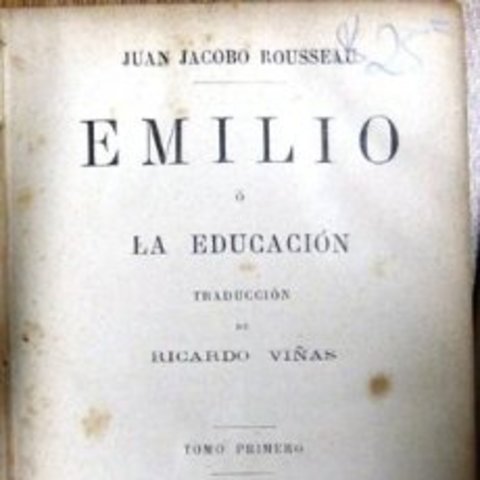 JUAN JACOBO ROUSSEAU
EMILIO
ó
LA EDUCACIÓN
TRADUCCIÓN
DE
RICARDO VIÑAS
TOMO PRIMERO